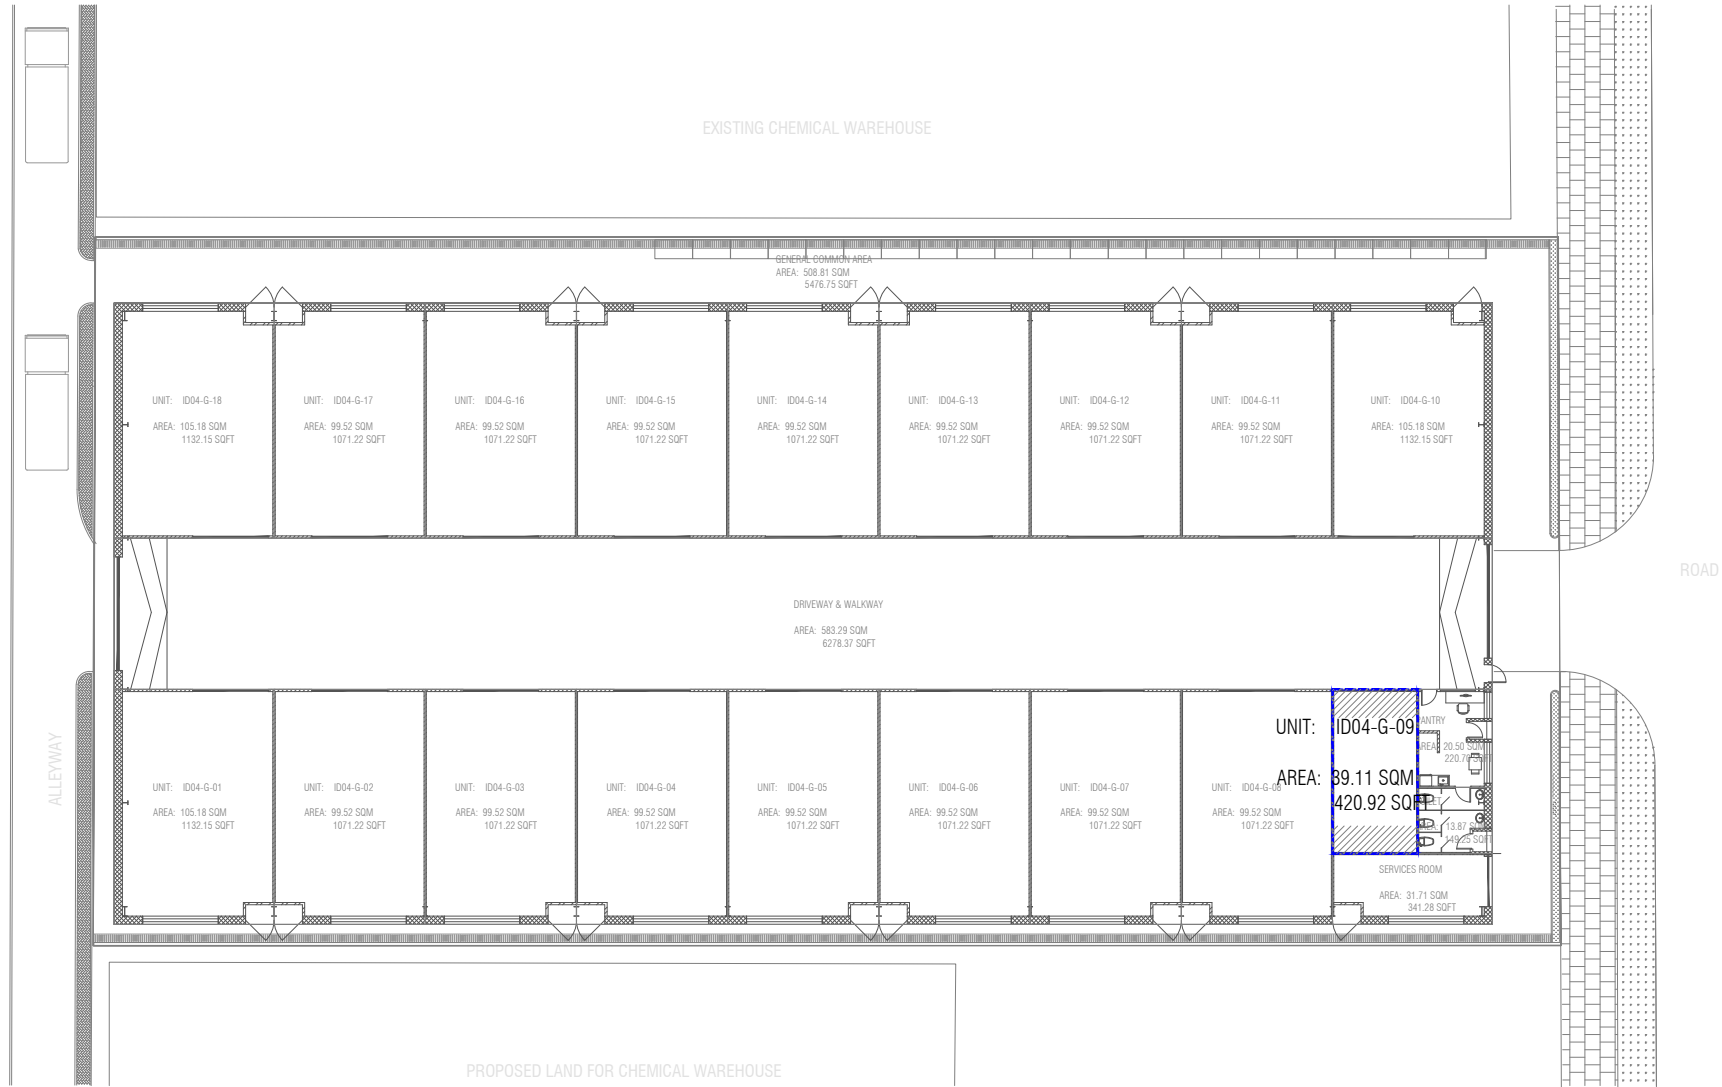 EXISTING CHEMICAL WAREHOUSE
GENERAL COMMON AREA
AREA: 508.81 SQM
5476.75 SQFT
UNIT: ID04-G-18
AREA: 105.18 SQM
1132.15 SQFT
UNIT: ID04-G-17
AREA: 99.52 SQM
1071.22 SQFT
UNIT: ID04-G-16
AREA: 99.52 SQM
1071.22 SQFT
UNIT: ID04-G-15
AREA: 99.52 SQM
1071.22 SQFT
UNIT: ID04-G-14
AREA: 99.52 SQM
1071.22 SQFT
UNIT: ID04-G-13
AREA: 99.52 SQM
1071.22 SQFT
UNIT: ID04-G-12
AREA: 99.52 SQM
1071.22 SQFT
UNIT: ID04-G-11
AREA: 99.52 SQM
1071.22 SQFT
UNIT: ID04-G-10
AREA: 105.18 SQM
1132.15 SQFT
ROAD
DRIVEWAY & WALKWAY
AREA: 583.29 SQM
6278.37 SQFT
ALLEYWAY
UNIT: ID04-G-01
AREA: 105.18 SQM
1132.15 SQFT
UNIT: ID04-G-02
AREA: 99.52 SQM
1071.22 SQFT
UNIT: ID04-G-03
AREA: 99.52 SQM
1071.22 SQFT
UNIT: ID04-G-04
AREA: 99.52 SQM
1071.22 SQFT
UNIT: ID04-G-05
AREA: 99.52 SQM
1071.22 SQFT
UNIT: ID04-G-06
AREA: 99.52 SQM
1071.22 SQFT
UNIT: ID04-G-07
AREA: 99.52 SQM
1071.22 SQFT
UNIT: ID04-G-08
AREA: 99.52 SQM
1071.22 SQFT
UNIT: ID04-G-09
AREA: 39.11 SQM
420.92 SQFT
PANTRY
AREA: 20.50 SQM
220.76 SQFT
AREA: 13.87 SQM
149.25 SQFT
SERVICES ROOM
AREA: 31.71 SQM
341.28 SQFT
PROPOSED LAND FOR CHEMICAL WAREHOUSE